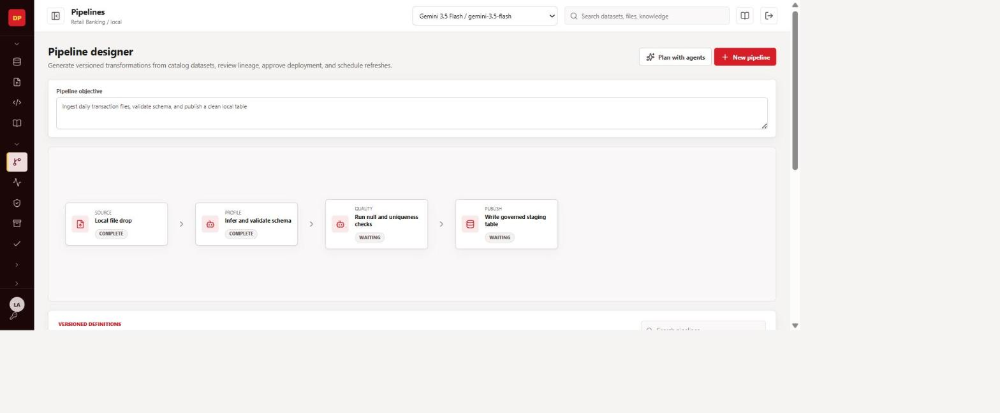 DP
Pipelines
Retail Banking / local
Gemini 3.5 Flash / gemini-3.5-flash
Search datasets, files, knowledge
Pipeline designer
Generate versioned transformations from catalog datasets, review lineage, approve deployment, and schedule refreshes.
Plan with agents
New pipeline
Pipeline objective
Ingest daily transaction files, validate schema, and publish a clean local table
SOURCE
Local file drop
COMPLETE
PROFILE
Infer and validate schema
COMPLETE
QUALITY
Run null and uniqueness
checks
WAITING
PUBLISH
Write governed staging
table
WAITING
LA
VERSIONED DEFINITIONS
Search pipelines